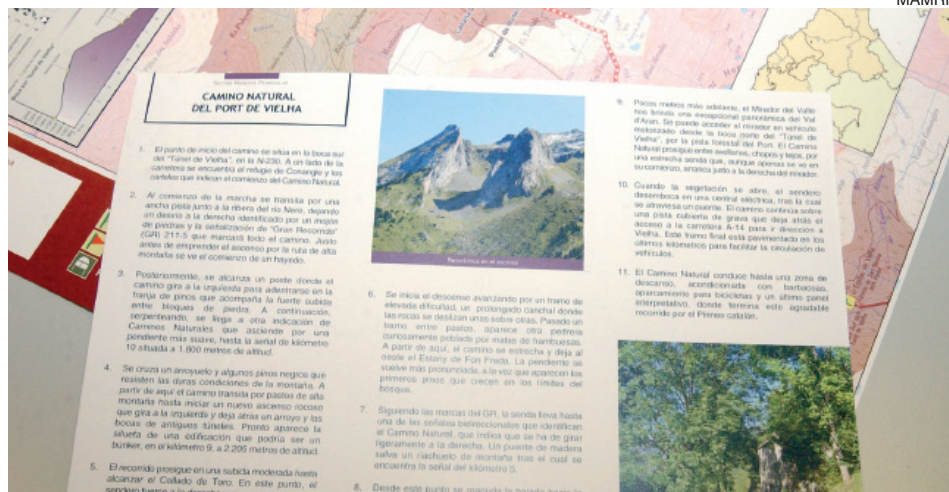 MAMRI
CAMINO NATURAL
DEL PORT DE VIELHA
1. El punto de inicio del camino se sitúa en la boca sur
del "Túnel de Vielha", en la N-230. A un lado de la
carretera se encuentra el refugio de Conangle y los
carteles que indican el comienzo del Camino Natural.
2. Al comienzo de la marcha se transita por una
ancha pista junto a la ribera del río Nere, dejando
un desvío a la derecha identificado por un mojón
de piedras y la señalización de "Gran Recorrido"
(GR) 211-5 que marcará todo el camino. Justo
antes de emprender el ascenso por la ruta de alta
montaña se ve el comienzo de un hayedo.
3. Posteriormente, se alcanza un poste donde el
camino gira a la izquierda para adentrarse en la
franja de pinos que acompaña la fuerte subida
entre bloques de piedra. A continuación,
serpenteando, se llega a otra indicación de
Caminos Naturales que asciende por una
pendiente más suave, hasta la señal de kilómetro
10 situada a 1.800 metros de altitud.
4. Se cruza un arroyuelo y algunos pinos negros que
resisten las duras condiciones de la montaña. A
partir de aquí el camino transita por pastos de alta
montaña hasta iniciar un nuevo ascenso rocoso
que gira a la izquierda y deja atrás un arroyo y las
bocas de antiguos túneles. Pronto aparece la
silueta de una edificación que podría ser un
búnker, en el kilómetro 9, a 2.295 metros de altitud.
5. El recorrido prosigue en una subida moderada hasta
alcanzar el Collado de Toro. En este punto, el
sendero tuerce a la derecha
Panorámica en el ascenso
6. Se inicia el descenso avanzando por un tramo de
elevada dificultad, un prolongado canchal donde
las rocas se deslizan unas sobre otras. Pasado un
tramo entre pastos, aparece otra pedrera
curiosamente poblada por matas de frambuesas.
A partir de aquí, el camino se estrecha y deja al
oeste el Estany de Fon Freda. La pendiente se
vuelve más pronunciada, a la vez que aparecen los
primeros pinos que crecen en los límites del
bosque.
7. Siguiendo las marcas del GR, la senda lleva hasta
una de las señales bidireccionales que identifican
el Camino Natural, que indica que se ha de girar
ligeramente a la derecha. Un puente de madera
salva un riachuelo de montaña tras el cual se
encuentra la señal del kilómetro 5.
8. Desde este punto se reanuda la bajada
9. Pocos metros más adelante, el Mirador del Valle
nos brinda una excepcional panorámica del Val
d'Aran. Se puede acceder al mirador en vehículo
motorizado desde la boca norte del "Túnel de
Vielha", por la pista forestal del Port. El Camino
Natural prosigue entre avellanos, chopos y tejos, por
una estrecha senda que, aunque apenas se ve en
su comienzo, arranca justo a la derecha del mirador.
10. Cuando la vegetación se abre, el sendero
desemboca en una central eléctrica, tras la cual
se atraviesa un puente. El camino continúa sobre
una pista cubierta de grava que deja atrás el
acceso a la carretera A-14 para ir dirección a
Vielha. Este tramo final está pavimentado en los
últimos kilómetros para facilitar la circulación de
vehículos.
11. El Camino Natural conduce hasta una zona de
descanso, acondicionada con barbacoas,
aparcamiento para bicicletas y un último panel
interpretativo, donde termina este agradable
recorrido por el Pirineo catalán.